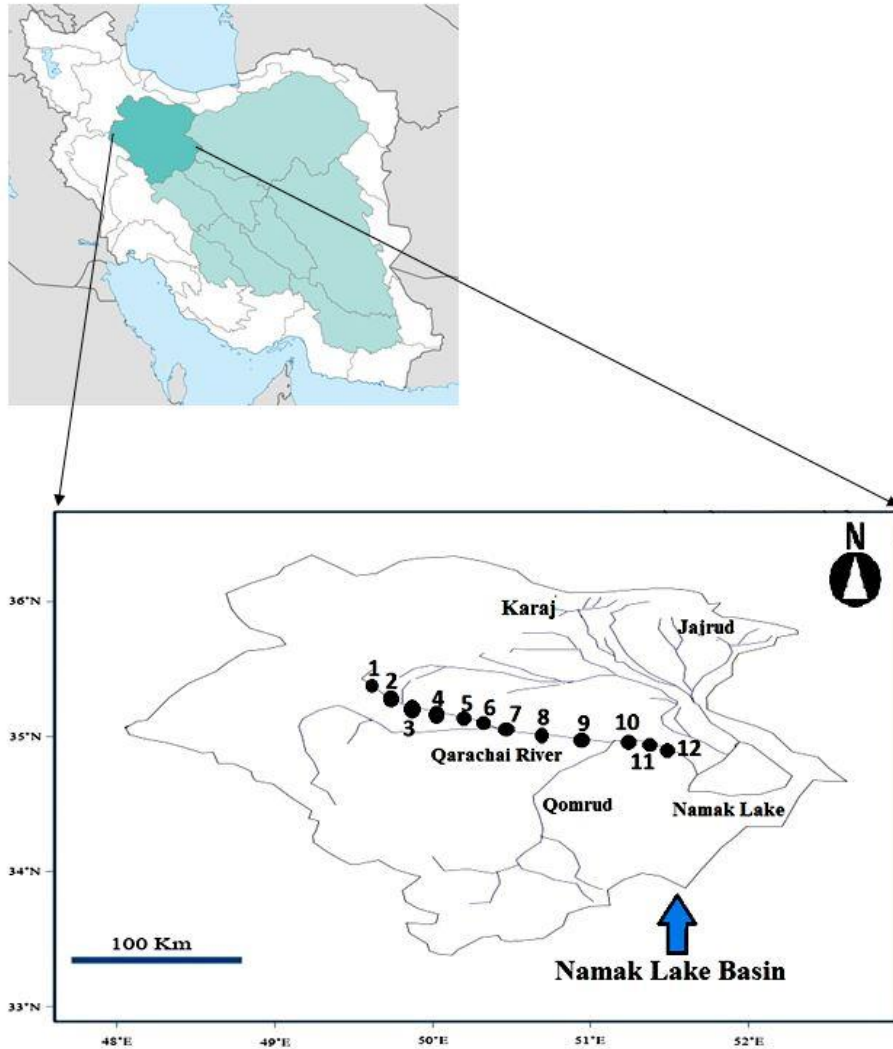 N
36°N
Karaj
Jajrud
1
2
3
4
5
6
7
8
9
10
11
12
35°N
Qarachai River
Qomrud
Namak Lake
34°N
100 Km
Namak Lake Basin
33°N
48°E
49°E
50°E
51°E
52°E